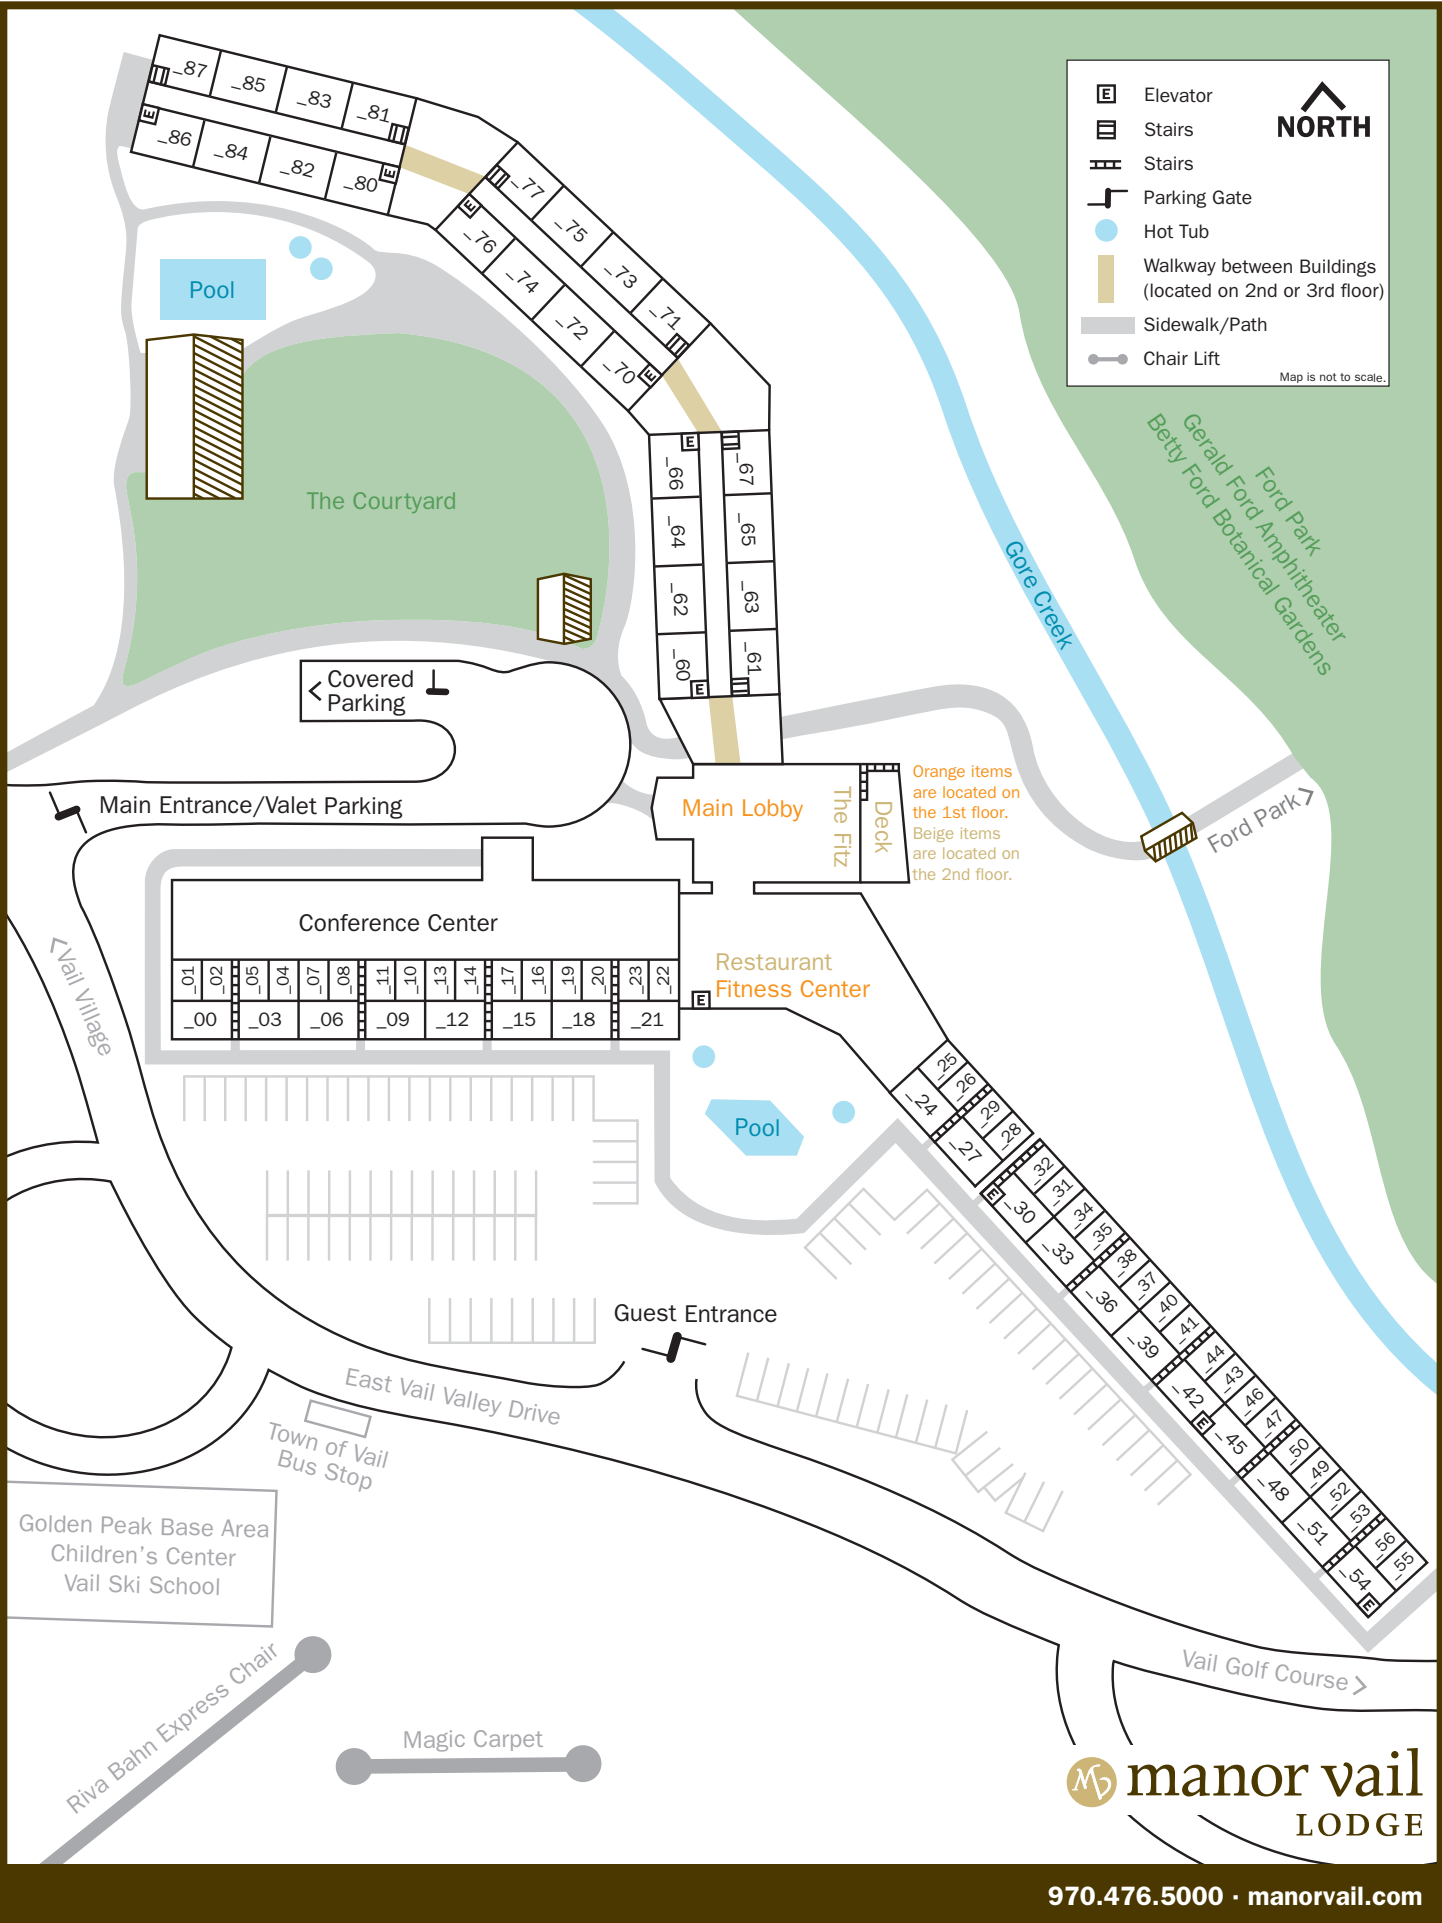 _87
_85
_83
_81
E
_86
_84
_82
_80
E
_77
_75
_73
_71
E
_76
_74
_72
_70
E
E
_66
_64
_62
_60
E
_67
_65
_63
_61
E Elevator
Stairs
Stairs
Parking Gate
Hot Tub
Walkway between Buildings
(located on 2nd or 3rd floor)
Sidewalk/Path
Chair Lift
NORTH
Map is not to scale.
Pool
The Courtyard
Gore Creek
Ford Park
Gerald Ford Amphitheater
Betty Ford Botanical Gardens
Covered
Parking
Main Entrance/Valet Parking
Main Lobby
The Fitz
Deck
Orange items
are located on
the 1st floor.
Beige items
are located on
the 2nd floor.
Ford Park
Vail Village
Conference Center
_01
_02
_05
_04
_07
_08
_11
_10
_13
_14
_17
_16
_19
_20
_23
_22
_00
_03
_06
_09
_12
_15
_18
_21
Restaurant
Fitness Center
E
Pool
_25
_26
_29
_28
_24
_27
_32
_31
_34
_35
E
_30
_33
_38
_37
_40
_41
_36
_39
_44
_43
_46
_47
_42
E
_45
_50
_49
_52
_53
_48
_51
_56
_55
_54
E
Guest Entrance
East Vail Valley Drive
Town of Vail
Bus Stop
Golden Peak Base Area
Children's Center
Vail Ski School
Riva Bahn Express Chair
Magic Carpet
Vail Golf Course
manor vail
LODGE
970.476.5000 · manorvail.com